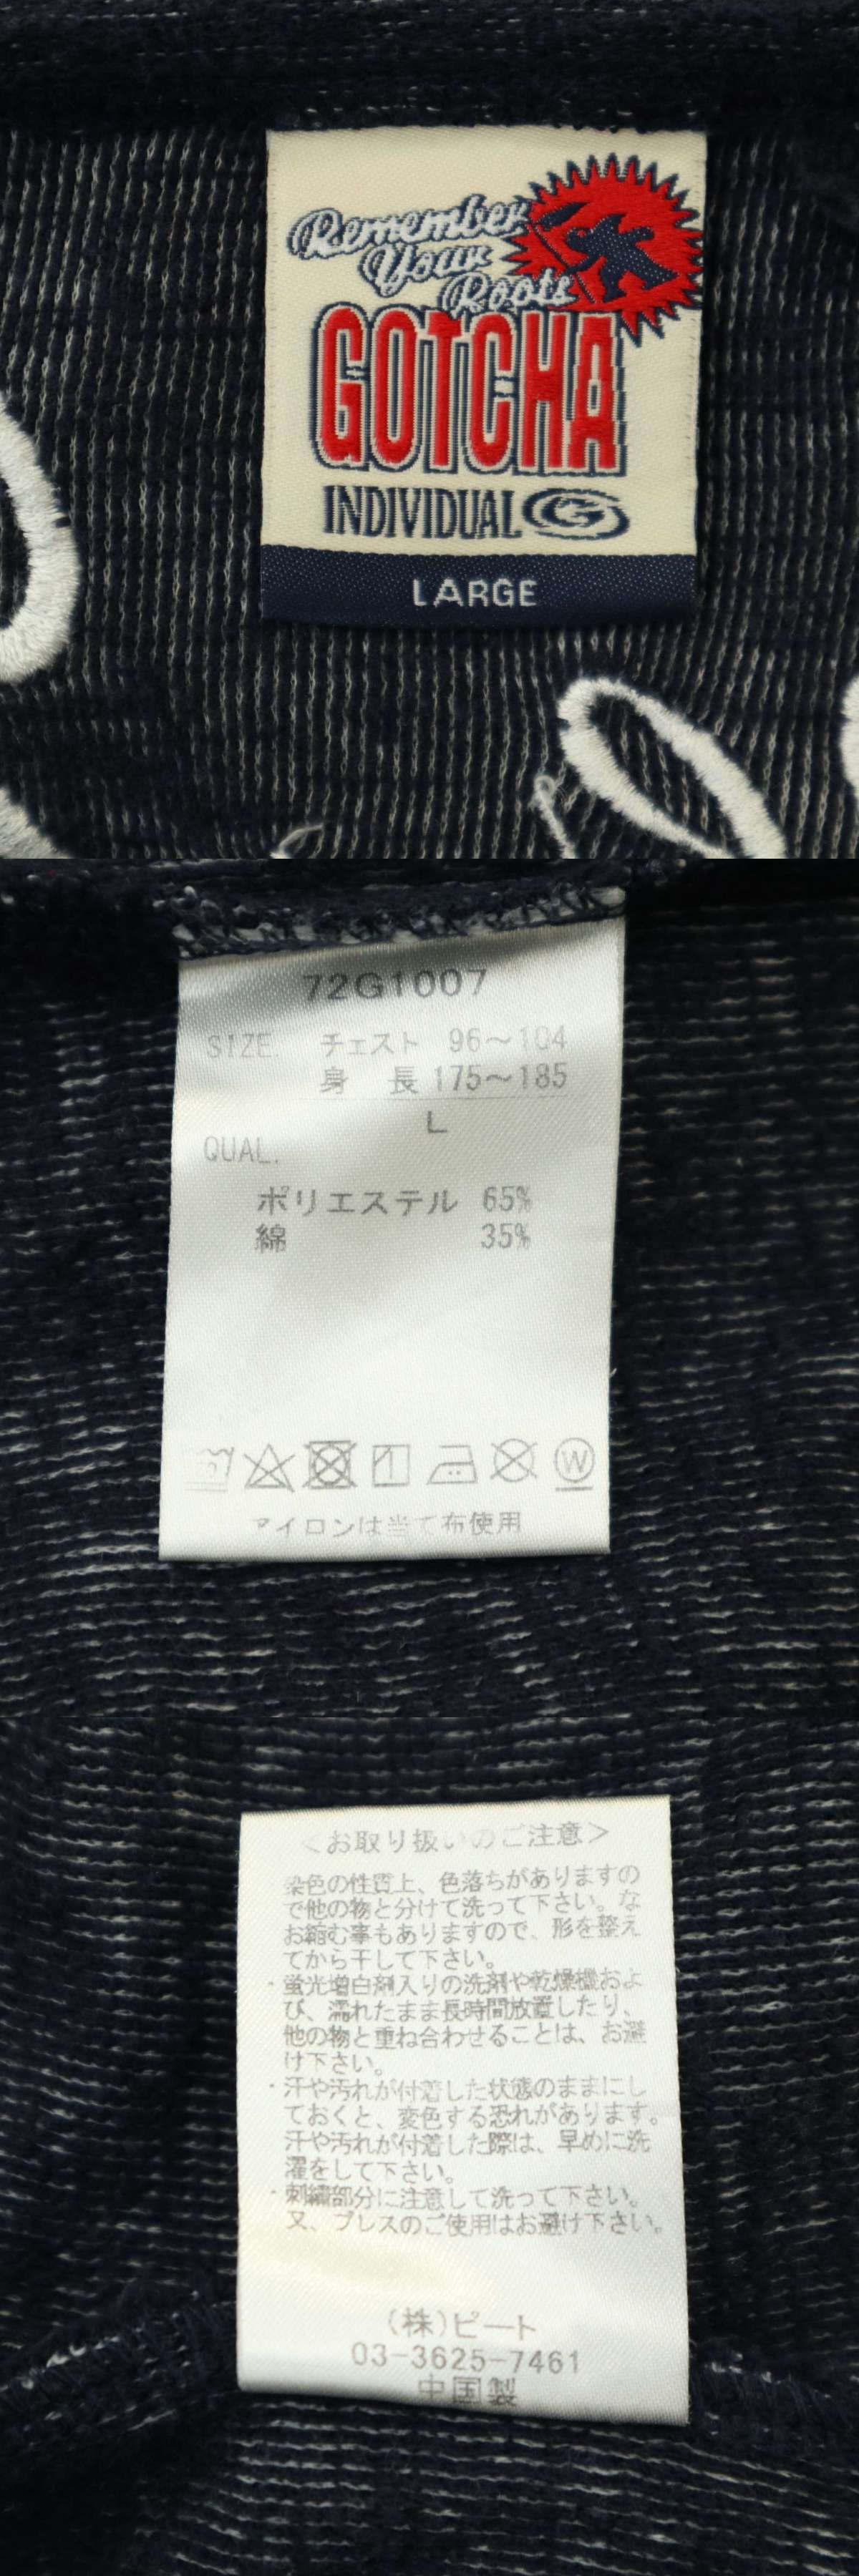 Remember
Your
Roots
GOTCHA
INDIVIDUAL G
LARGE
72G1007
SIZE. チェスト 96〜104
身 長 175〜185
L
QUAL.
ポリエステル 65%
綿 35%
W
アイロンは当て布使用
＜お取り扱いのご注意＞
染色の性質上、色落ちがありますの
で他の物と分けて洗って下さい。な
お縮む事もありますので、形を整え
てから干して下さい。
・蛍光増白剤入りの洗剤や乾燥機およ
び、濡れたまま長時間放置したり、
他の物と重ね合わせることは、お避
け下さい。
・汗や汚れが付着した状態のままにし
ておくと、変色する恐れがあります。
汗や汚れが付着した際は、早めに洗
濯をして下さい。
・刺繍部分に注意して洗って下さい。
又、プレスのご使用はお避け下さい。
(株)ピート
03-3625-7461
中国製